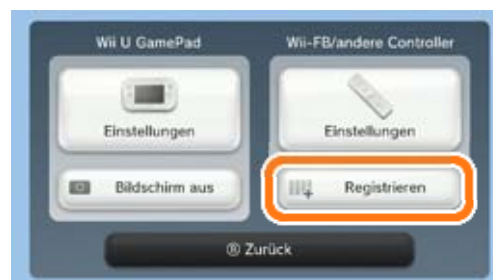 Wii U GamePad
Wii-FB/andere Controller
Einstellungen
Einstellungen
Bildschirm aus
Registrieren
Ⓑ Zurück